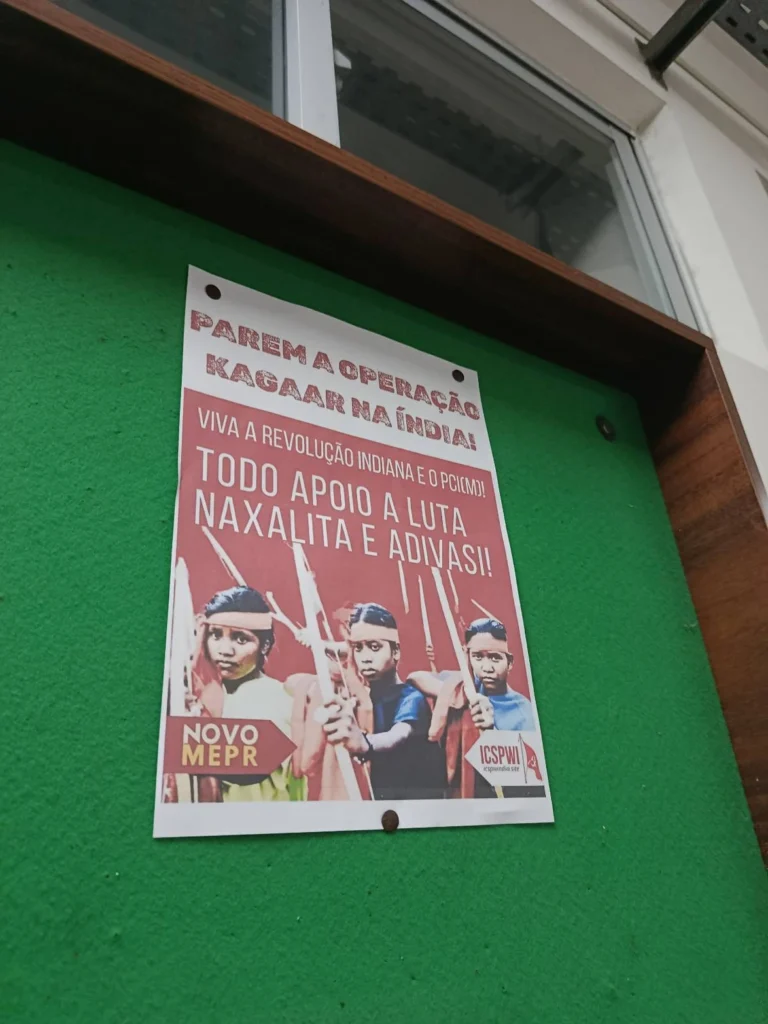 PAREM A OPERAÇÃO
KAGAAR NA ÍNDIA!
VIVA A REVOLUÇÃO INDIANA E O PCI(M)!
TODO APOIO A LUTA
NAXALITA E ADIVASI!
NOVO
MEPR
ICSPWI